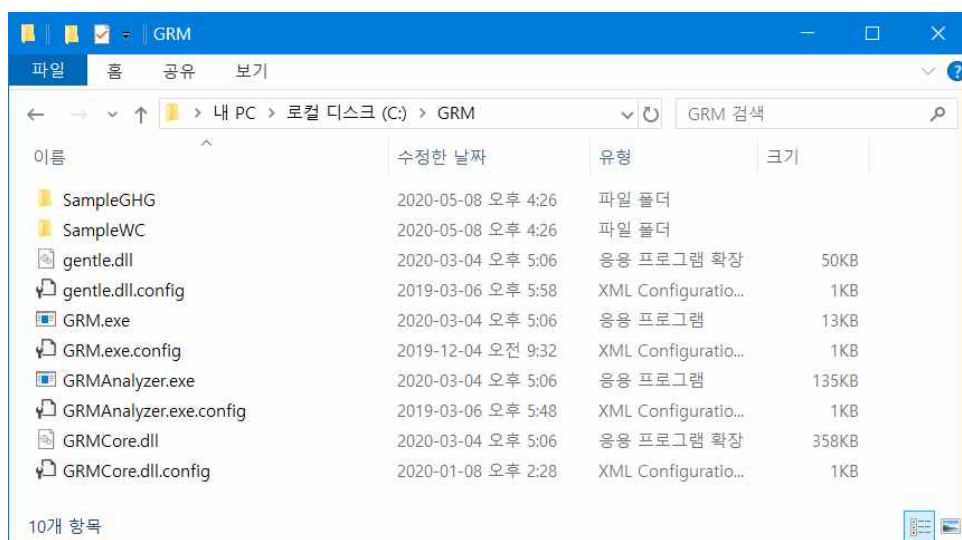 GRM
파일 홈 공유 보기
내 PC > 로컬 디스크 (C:) > GRM GRM 검색
이름 수정한 날짜 유형 크기
SampleGHG 2020-05-08 오후 4:26 파일 폴더
SampleWC 2020-05-08 오후 4:26 파일 폴더
gentle.dll 2020-03-04 오후 5:06 응용 프로그램 확장 50KB
gentle.dll.config 2019-03-06 오후 5:58 XML Configuratio... 1KB
GRM.exe 2020-03-04 오후 5:06 응용 프로그램 13KB
GRM.exe.config 2019-12-04 오전 9:32 XML Configuratio... 1KB
GRMAnalyzer.exe 2020-03-04 오후 5:06 응용 프로그램 135KB
GRMAnalyzer.exe.config 2019-03-06 오후 5:48 XML Configuratio... 1KB
GRMCore.dll 2020-03-04 오후 5:06 응용 프로그램 확장 358KB
GRMCore.dll.config 2020-01-08 오후 2:28 XML Configuratio... 1KB
10개 항목